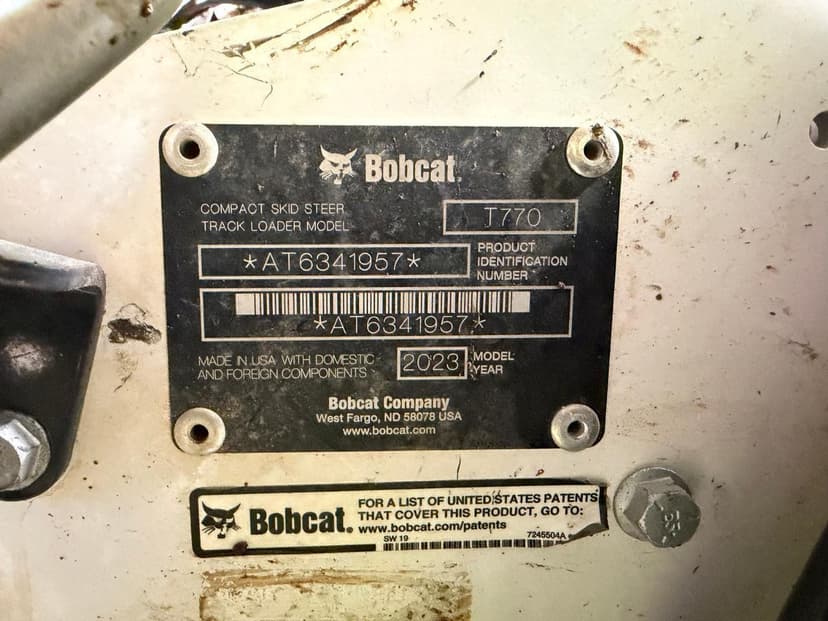 Bobcat.
COMPACT SKID STEER
TRACK LOADER MODEL
T770
*AT6341957*
PRODUCT
IDENTIFICATION
NUMBER
*AT6341957*
MADE IN USA WITH DOMESTIC
AND FOREIGN COMPONENTS
2023
MODEL
YEAR
Bobcat Company
West Fargo, ND 58078 USA
www.bobcat.com
Bobcat.
FOR A LIST OF UNITED STATES PATENTS
THAT COVER THIS PRODUCT, GO TO:
www.bobcat.com/patents
SW 19
7245504A